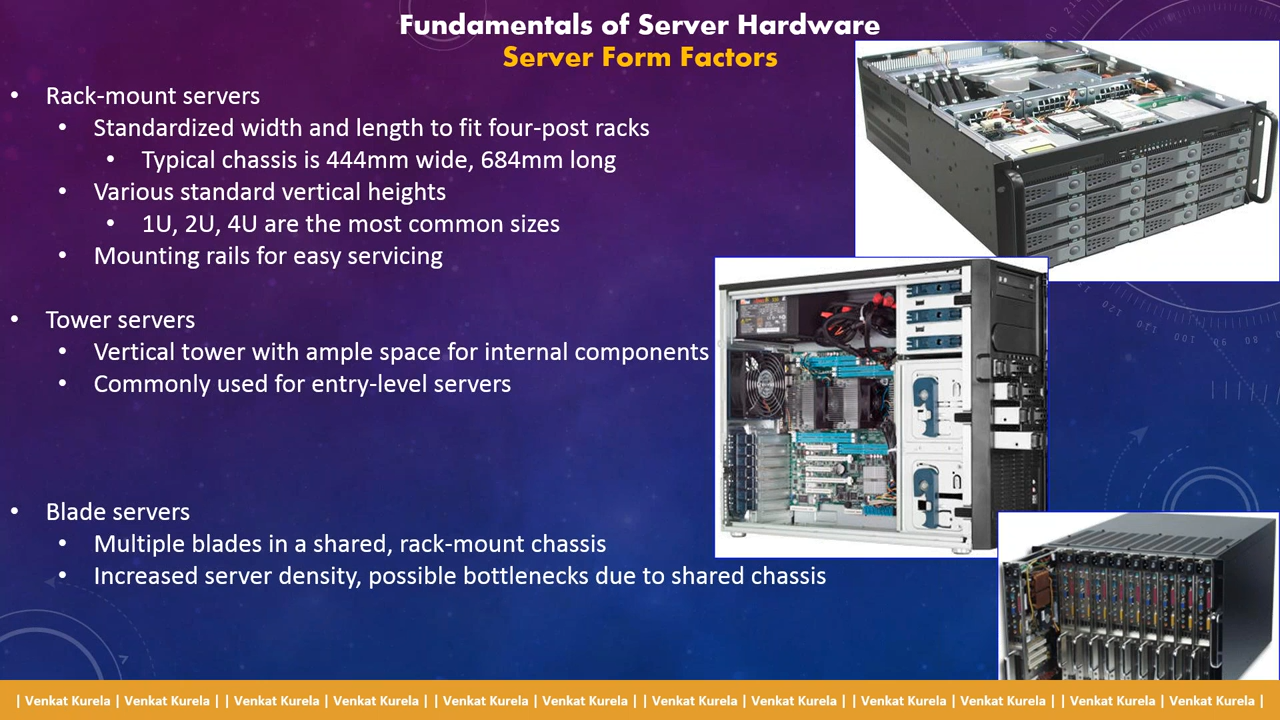 Fundamentals of Server Hardware
Server Form Factors
• Rack-mount servers
• Standardized width and length to fit four-post racks
• Typical chassis is 444mm wide, 684mm long
• Various standard vertical heights
• 1U, 2U, 4U are the most common sizes
• Mounting rails for easy servicing
• Tower servers
• Vertical tower with ample space for internal components
• Commonly used for entry-level servers
• Blade servers
• Multiple blades in a shared, rack-mount chassis
• Increased server density, possible bottlenecks due to shared chassis
| Venkat Kurela | Venkat Kurela | | Venkat Kurela | Venkat Kurela | | Venkat Kurela | Venkat Kurela | | Venkat Kurela | Venkat Kurela | | Venkat Kurela | Venkat Kurela | | Venkat Kurela | Venkat Kurela |